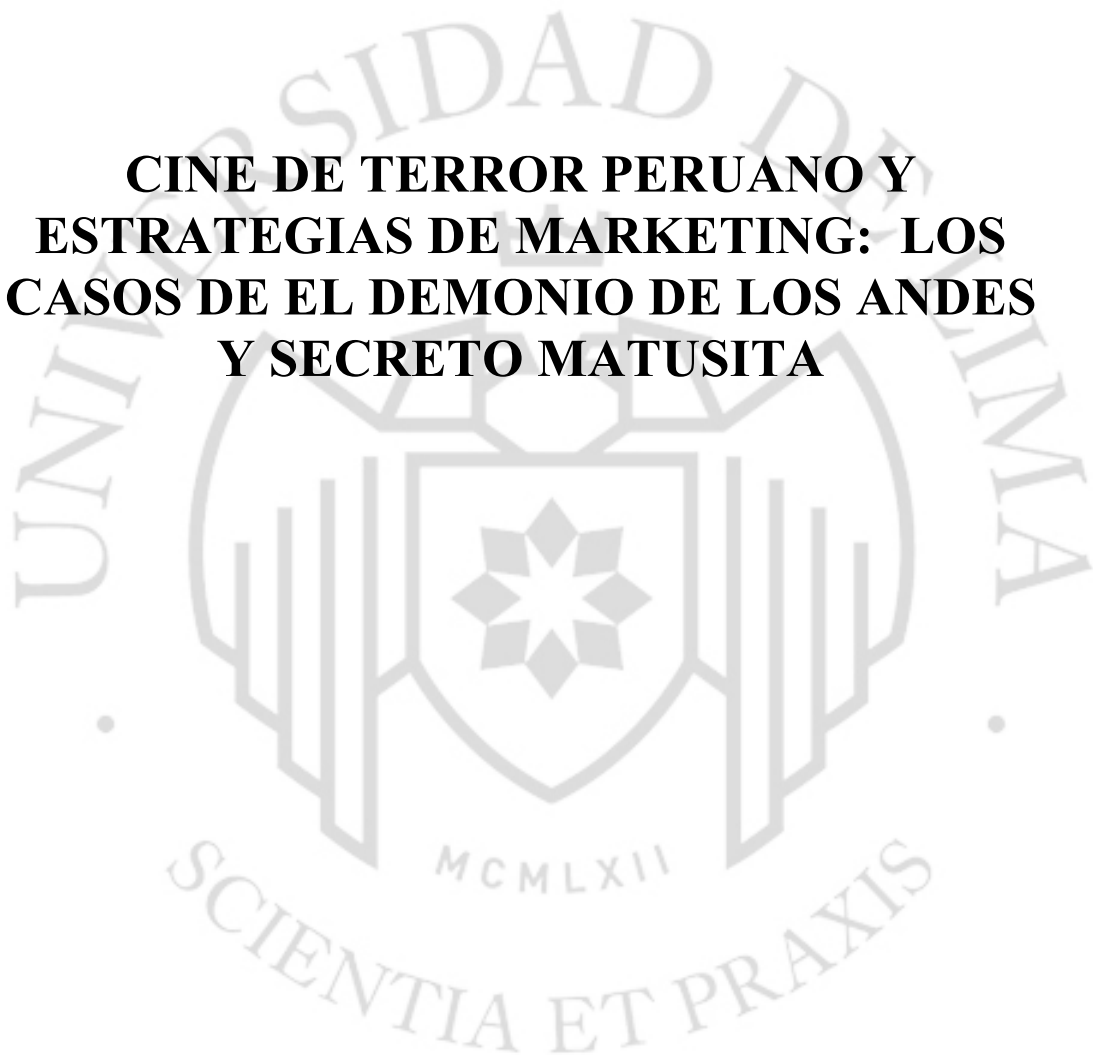 UNIVERSIDAD DE LIMA
CINE DE TERROR PERUANO Y
ESTRATEGIAS DE MARKETING:  LOS
CASOS DE EL DEMONIO DE LOS ANDES
Y SECRETO MATUSITA
MCMLXII
SCIENTIA ET PRAXIS